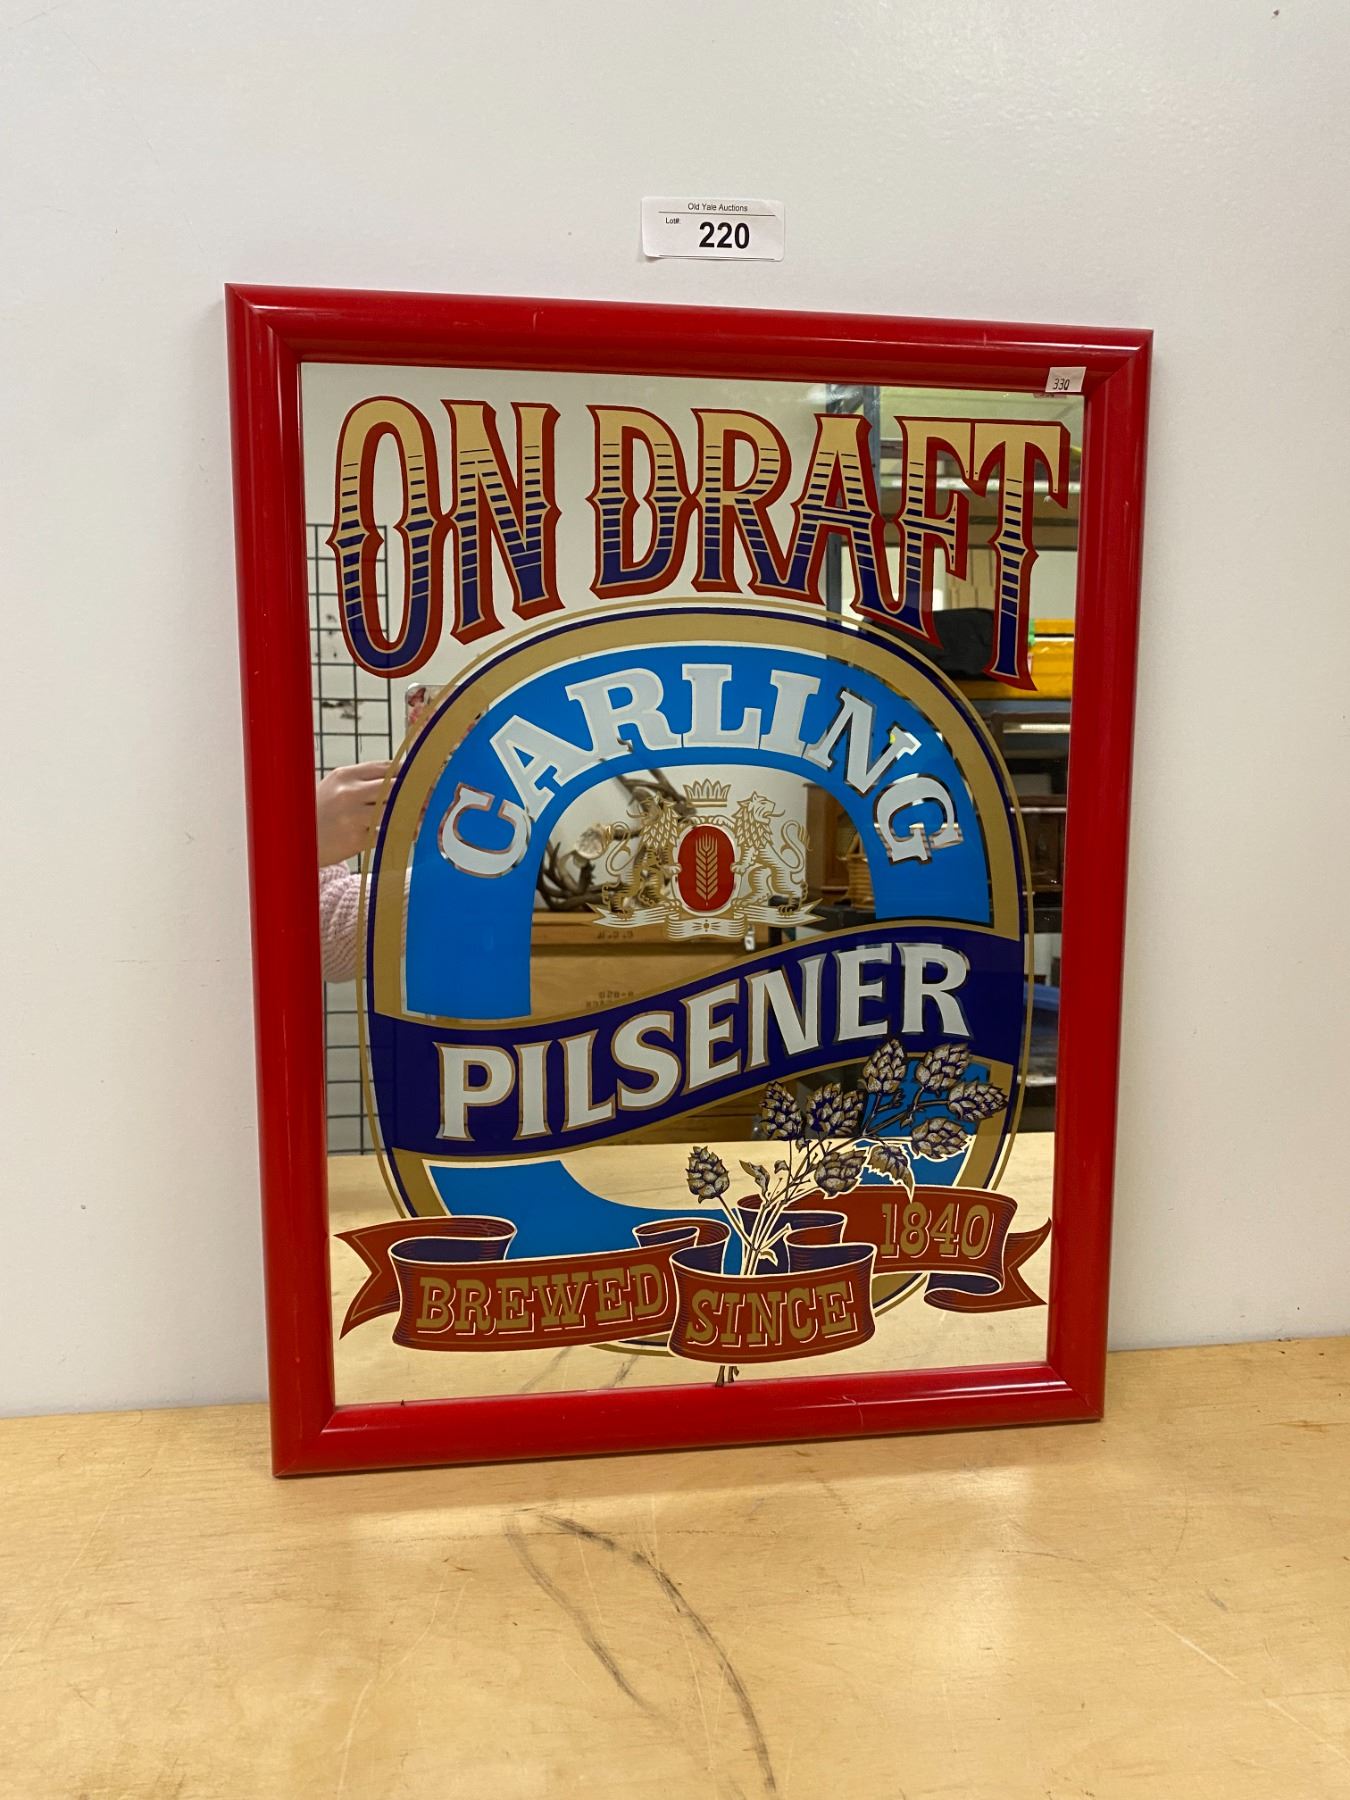 Old Yale Auctions
Lot#:
220
330
ON DRAFT
CARLING
PILSENER
BREWED SINCE 1840